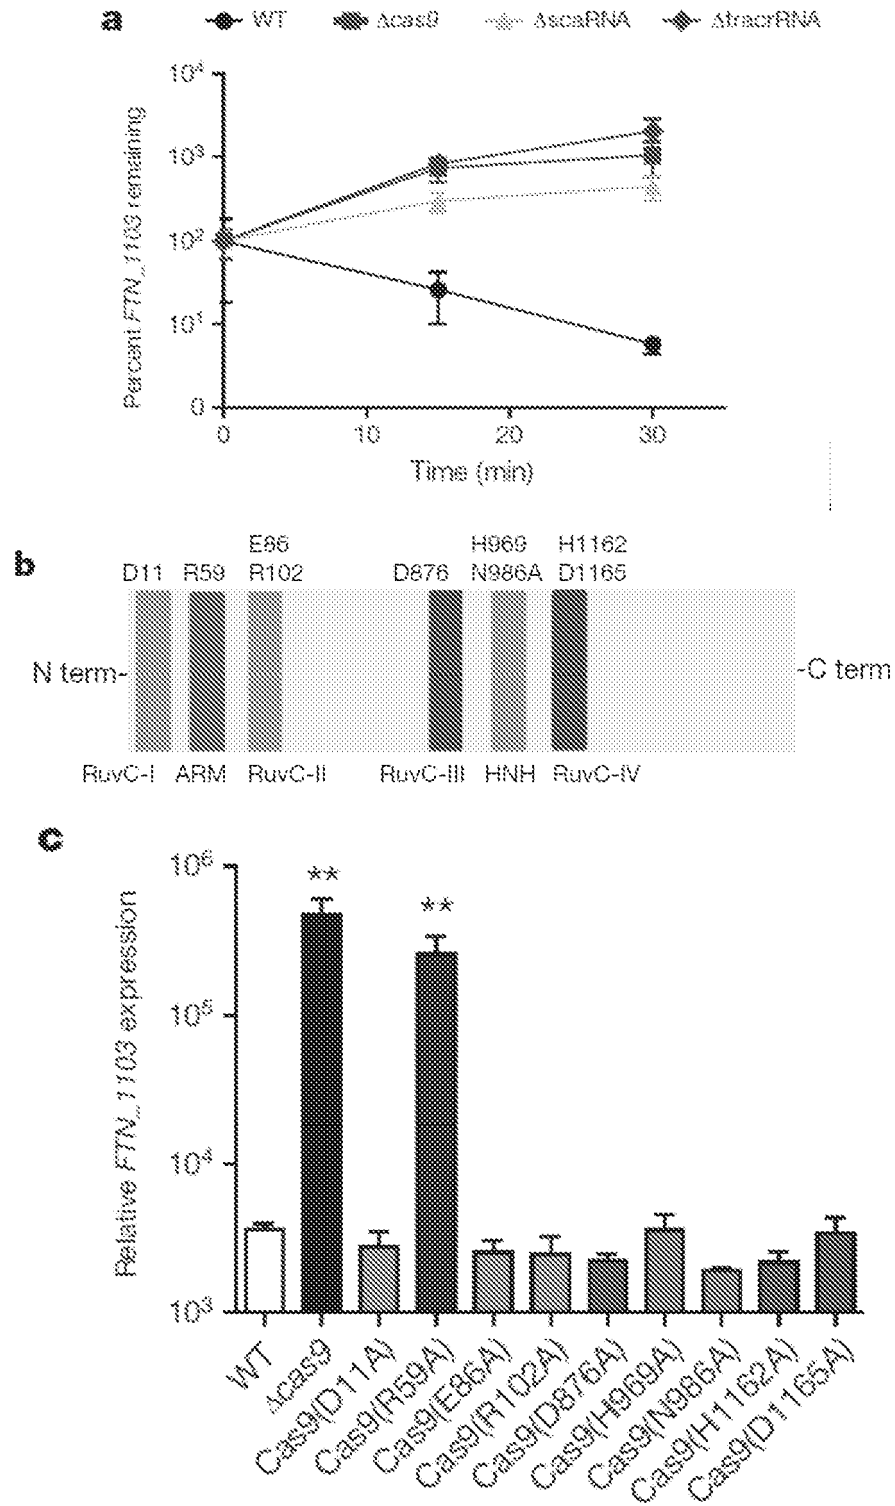 a
WT Δcas9 ΔscaRNA ΔtracrRNA
Percent FTN_1103 remaining
10⁴
10³
10²
10¹
0
0 10 20 30
Time (min)
b
E86 H969 H1162
D11 R59 R102 D876 N986A D1165
N term- -C term
RuvC-I ARM RuvC-II RuvC-III HNH RuvC-IV
c
Relative FTN_1103 expression
10⁶
10⁵
10⁴
10³
** **
WT
Δcas9
Cas9(D11A)
Cas9(R59A)
Cas9(E86A)
Cas9(R102A)
Cas9(D876A)
Cas9(H969A)
Cas9(N986A)
Cas9(H1162A)
Cas9(D1165A)